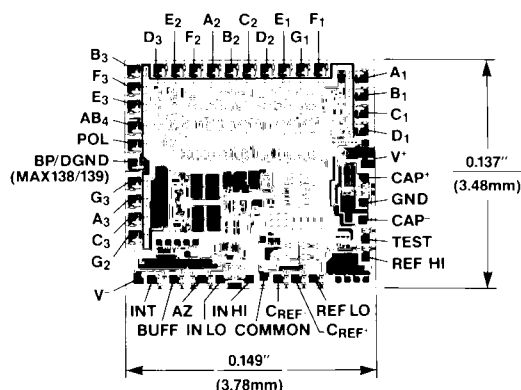 E₂ A₂ C₂ E₁ F₁
D₃ F₂ B₂ D₂ G₁
B₃
F₃
E₃
AB₄
POL
BP/DGND
(MAX138/139)
G₃
A₃
C₃
G₂
V⁻
A₁
B₁
C₁
D₁
V⁺
CAP⁺
GND
CAP⁻
TEST
REF HI
0.137"
(3.48mm)
INT AZ IN HI C_REF⁻ REF LO
BUFF IN LO COMMON C_REF⁺
0.149"
(3.78mm)